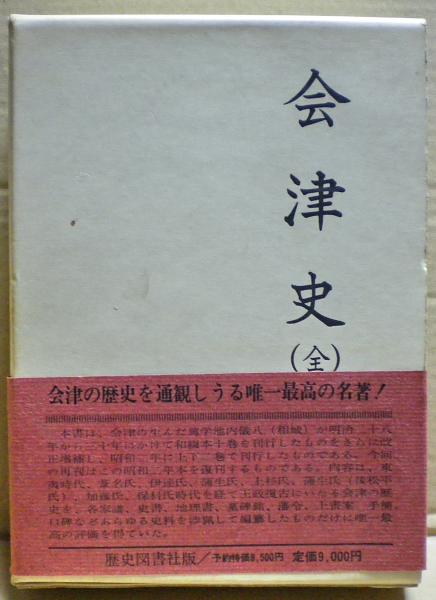 会津史
(全)
会津の歴史を通観しうる唯一最高の名著!
本書は、会津の生んだ篤学池内儀八(相城)が明治二十八
年から三十年にかけて和綴本十巻を刊行したものをさらに改
正増補し、昭和二年に上下二巻で刊行したものである。今回
の再刊はこの昭和二年本を復刊するものである。内容は、東
夷時代、葦名氏、伊達氏、蒲生氏、上杉氏、蒲生氏(後松平
氏)、加藤氏、保科氏時代を経て王政復古にいたる会津の歴
史を、各家譜、史書、地理書、墓碑銘、藩令、上書案、手簡、
口碑などあらゆる史料を渉猟して編纂したものだけに唯一最
高の評価を得ていた。
歴史図書社版/予約特価8,500円 定価9,000円